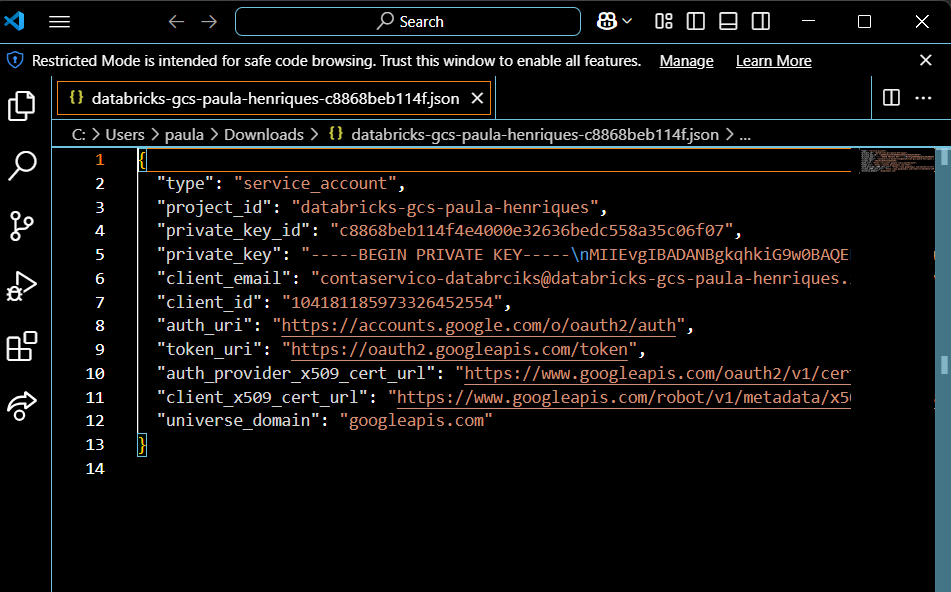 Search
Restricted Mode is intended for safe code browsing. Trust this window to enable all features. Manage Learn More
{} databricks-gcs-paula-henriques-c8868beb114f.json
C: > Users > paula > Downloads > {} databricks-gcs-paula-henriques-c8868beb114f.json > ...
1 {
2 "type": "service_account",
3 "project_id": "databricks-gcs-paula-henriques",
4 "private_key_id": "c8868beb114f4e4000e32636bedc558a35c06f07",
5 "private_key": "-----BEGIN PRIVATE KEY-----\nMIIEvgIBADANBgkqhkiG9w0BAQE
6 "client_email": "contaservico-databrciks@databricks-gcs-paula-henriques.
7 "client_id": "104181185973326452554",
8 "auth_uri": "https://accounts.google.com/o/oauth2/auth",
9 "token_uri": "https://oauth2.googleapis.com/token",
10 "auth_provider_x509_cert_url": "https://www.googleapis.com/oauth2/v1/cer
11 "client_x509_cert_url": "https://www.googleapis.com/robot/v1/metadata/x50
12 "universe_domain": "googleapis.com"
13 }
14